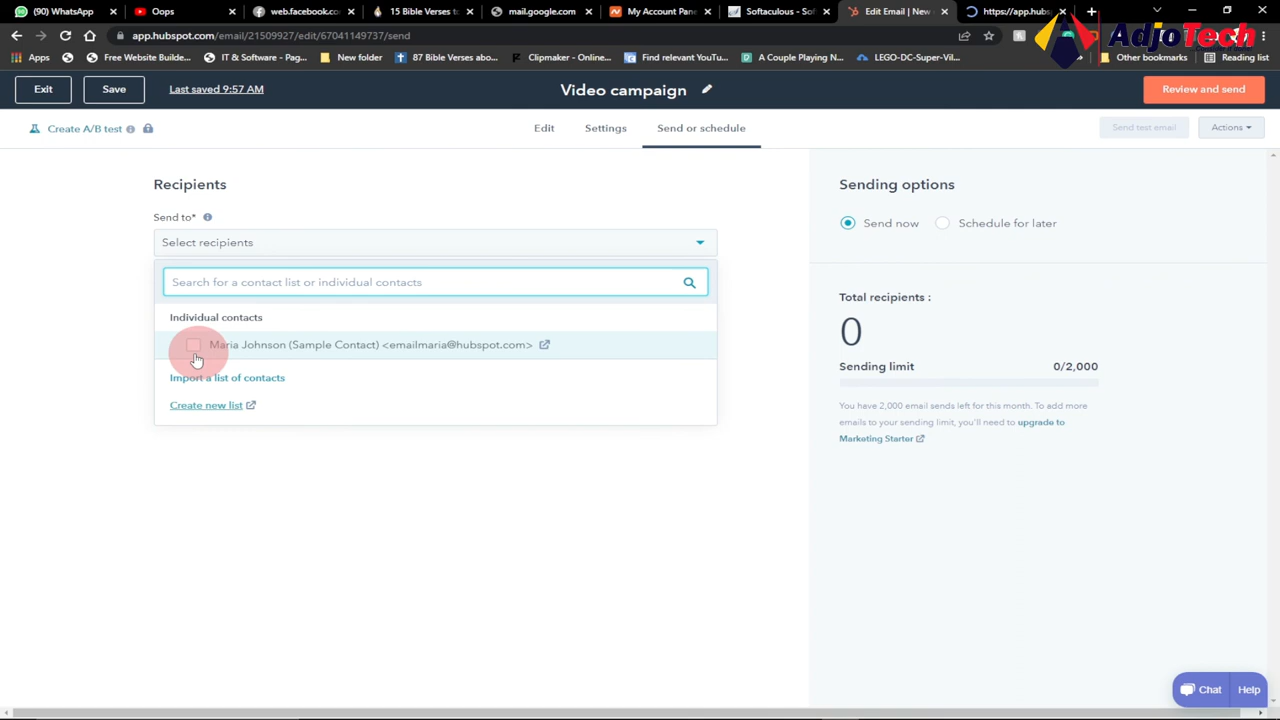 (90) WhatsApp
Oops
web.facebook.co
15 Bible Verses
mail.google.com
My Account Pane
Softaculous - Sof
Edit Email | New
https://app.hubs
app.hubspot.com/email/21509927/edit/67041149737/send
AdjoTech
Apps
Free Website Builde...
IT & Software - Pag...
New folder
87 Bible Verses abo...
Clipmaker - Online...
Find relevant YouTu...
A Couple Playing N...
LEGO-DC-Super-Vil...
Other bookmarks
Reading list
Exit
Save
Last saved 9:57 AM
Video campaign
Review and send
Create A/B test
Edit
Settings
Send or schedule
Send test email
Actions
Recipients
Sending options
Send to*
Send now
Schedule for later
Select recipients
Search for a contact list or individual contacts
Individual contacts
Maria Johnson (Sample Contact) <emailmaria@hubspot.com>
Import a list of contacts
Create new list
Total recipients :
0
Sending limit
0/2,000
You have 2,000 email sends left for this month. To add more
emails to your sending limit, you'll need to upgrade to
Marketing Starter
Chat
Help